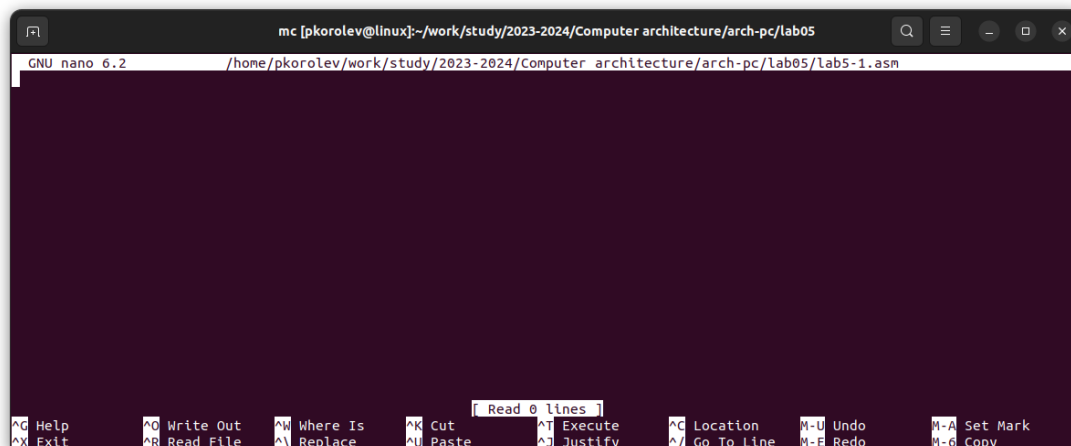 mc [pkorolev@linux]:~/work/study/2023-2024/Computer architecture/arch-pc/lab05
GNU nano 6.2 /home/pkorolev/work/study/2023-2024/Computer architecture/arch-pc/lab05/lab5-1.asm
[ Read 0 lines ]
^G Help ^O Write Out ^W Where Is ^K Cut ^T Execute ^C Location M-U Undo M-A Set Mark
^X Exit ^R Read File ^\ Replace ^U Paste ^J Justify ^/ Go To Line M-E Redo M-6 Copy